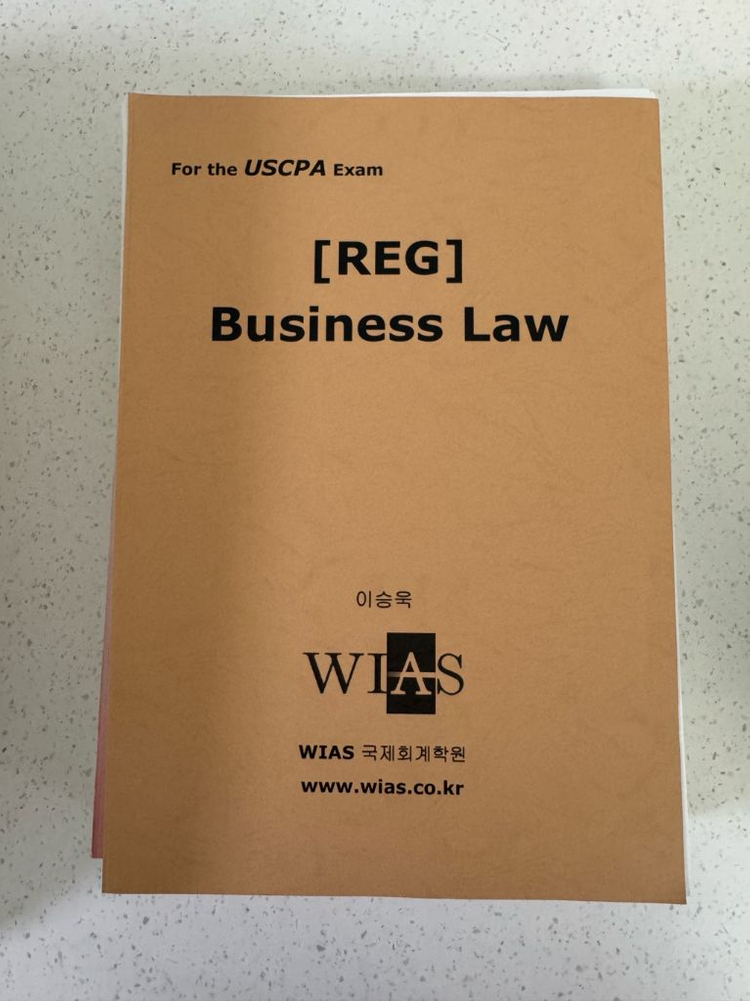 For the USCPA Exam
[REG]
Business Law
이승욱
WIAS
WIAS 국제회계학원
www.wias.co.kr